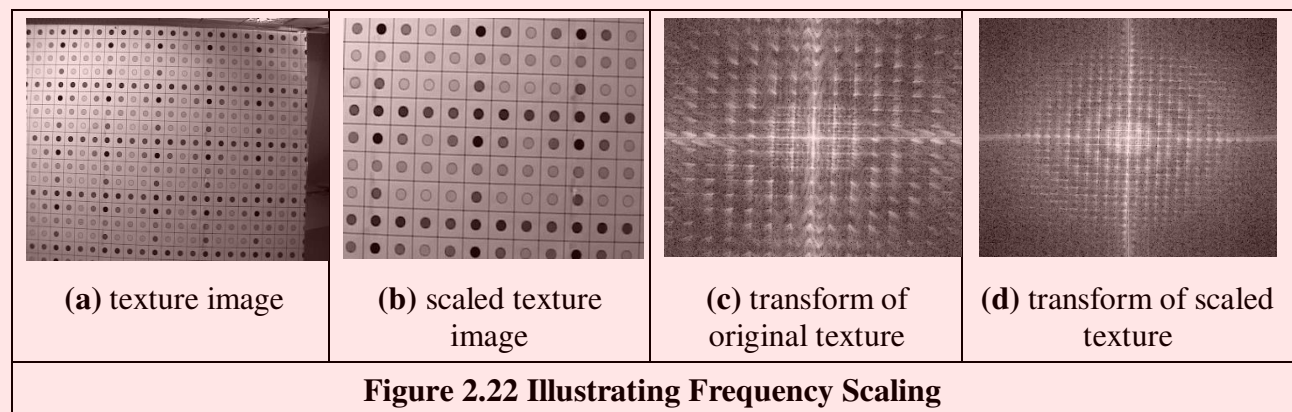 (a) texture image
(b) scaled texture
image
(c) transform of
original texture
(d) transform of scaled
texture
Figure 2.22 Illustrating Frequency Scaling